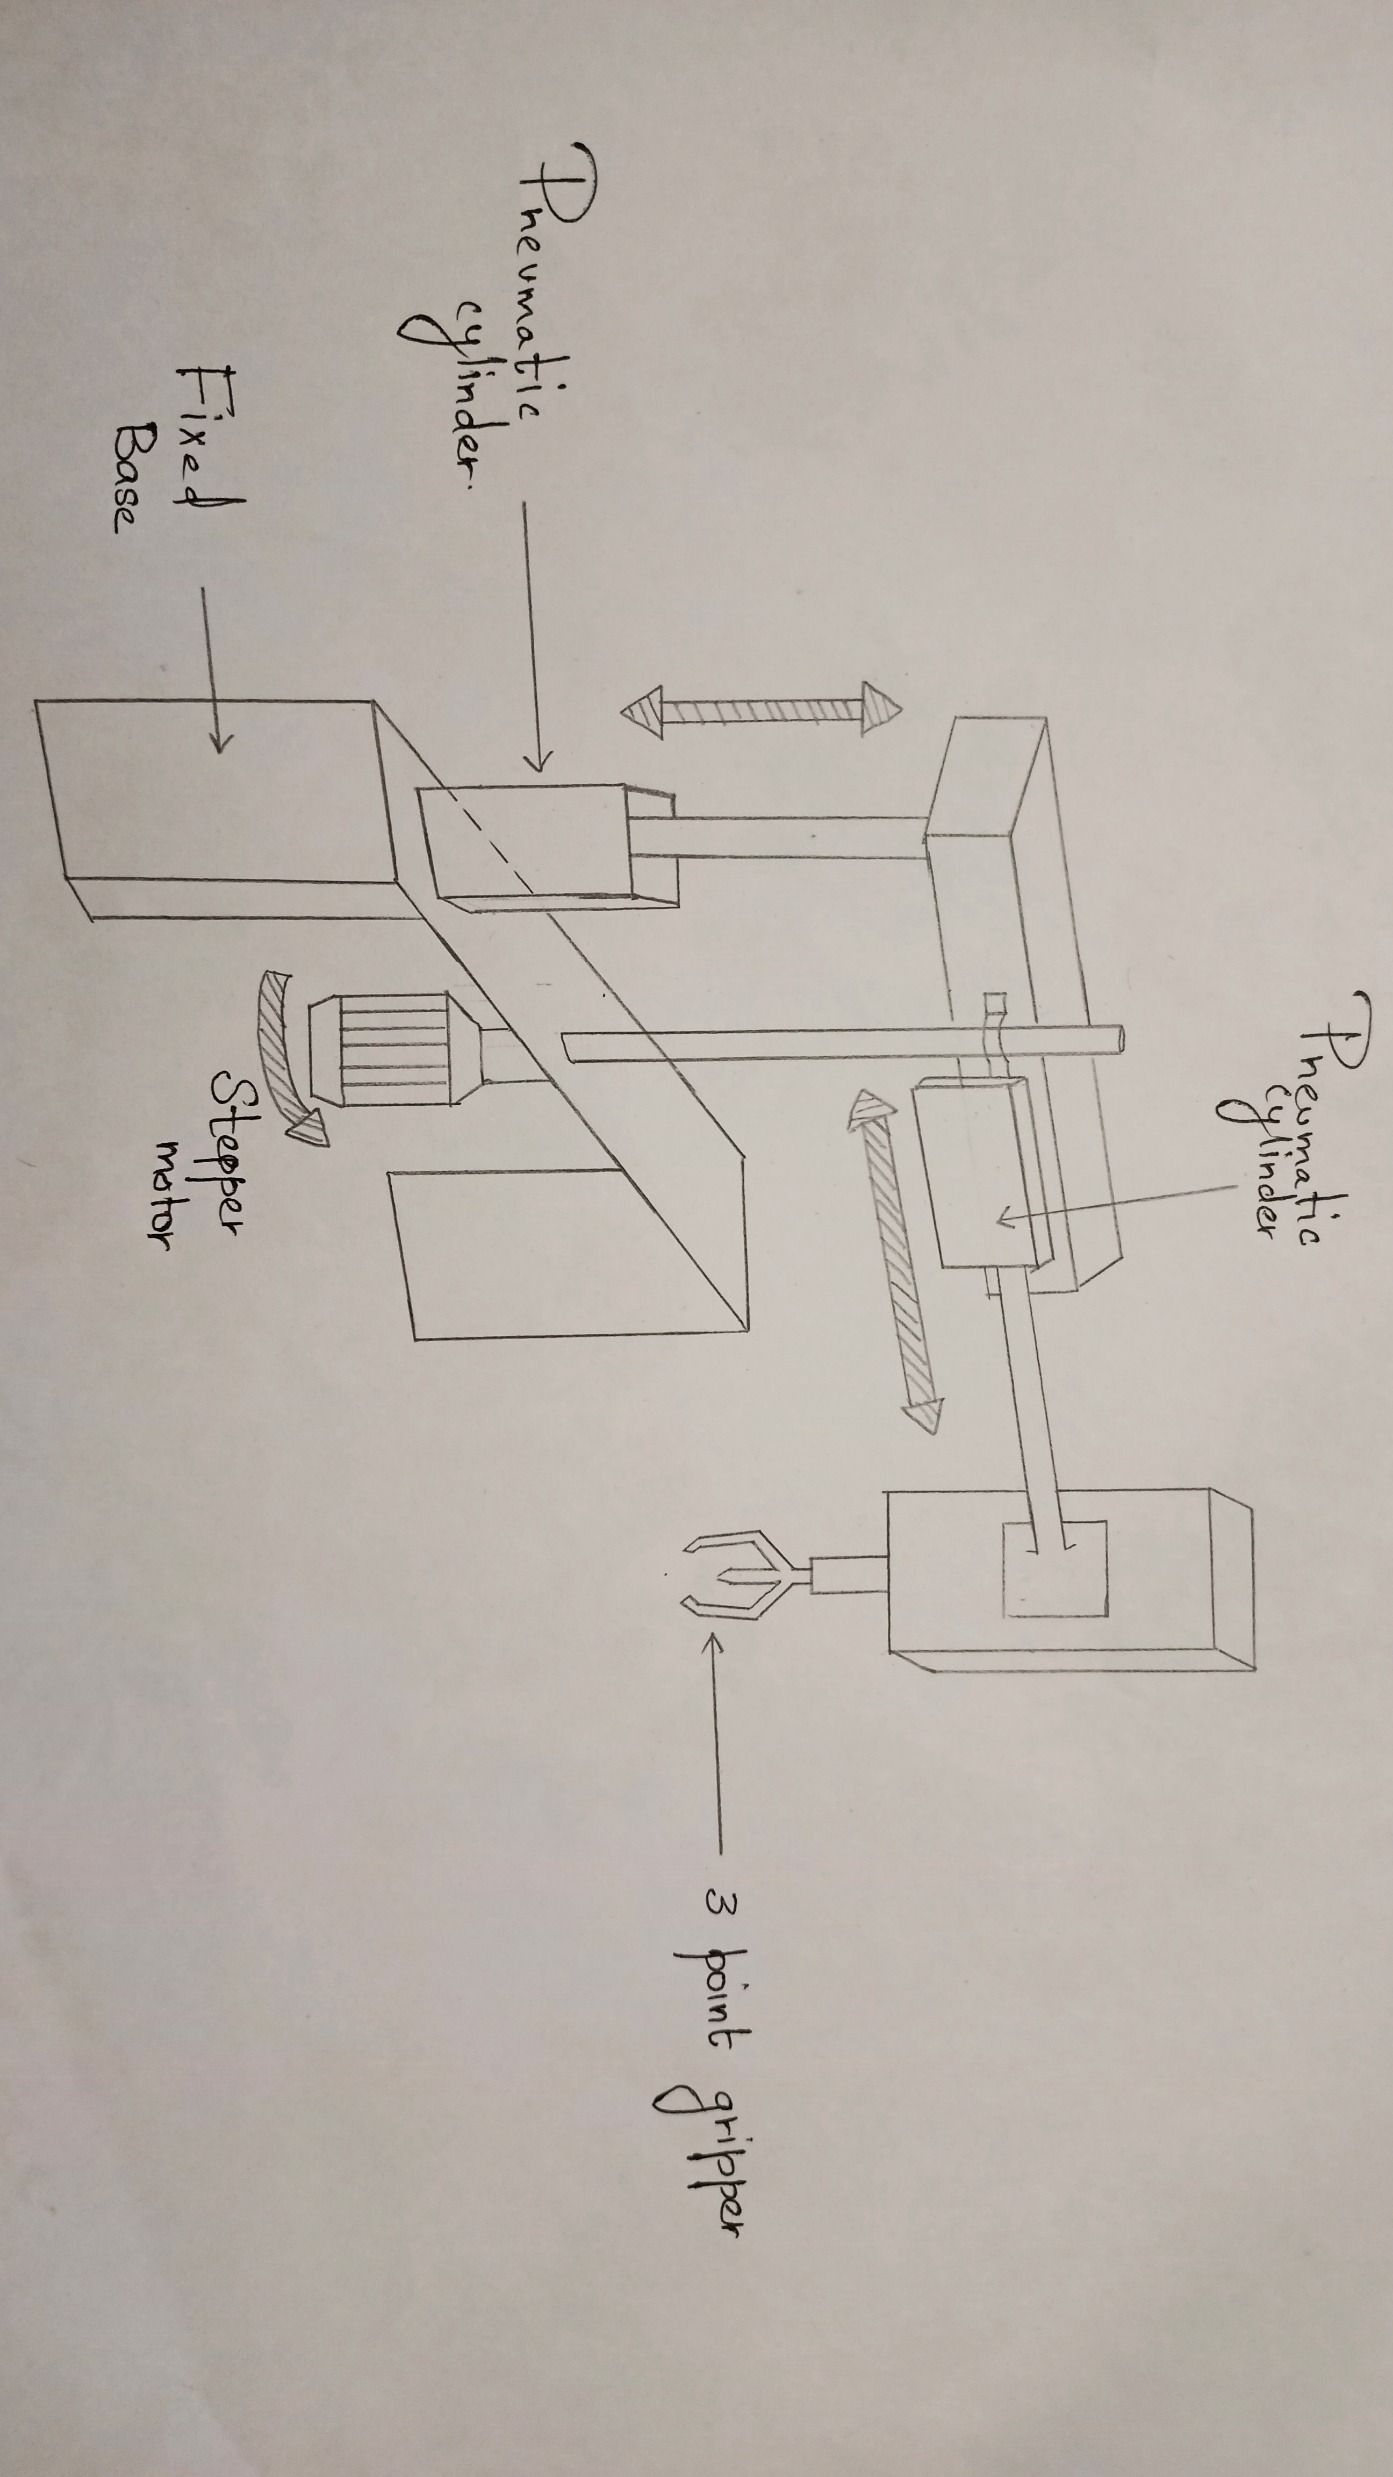 Pneumatic
cylinder
Pneumatic
cylinder.
Fixed
Base
Stepper
motor
3 point gripper